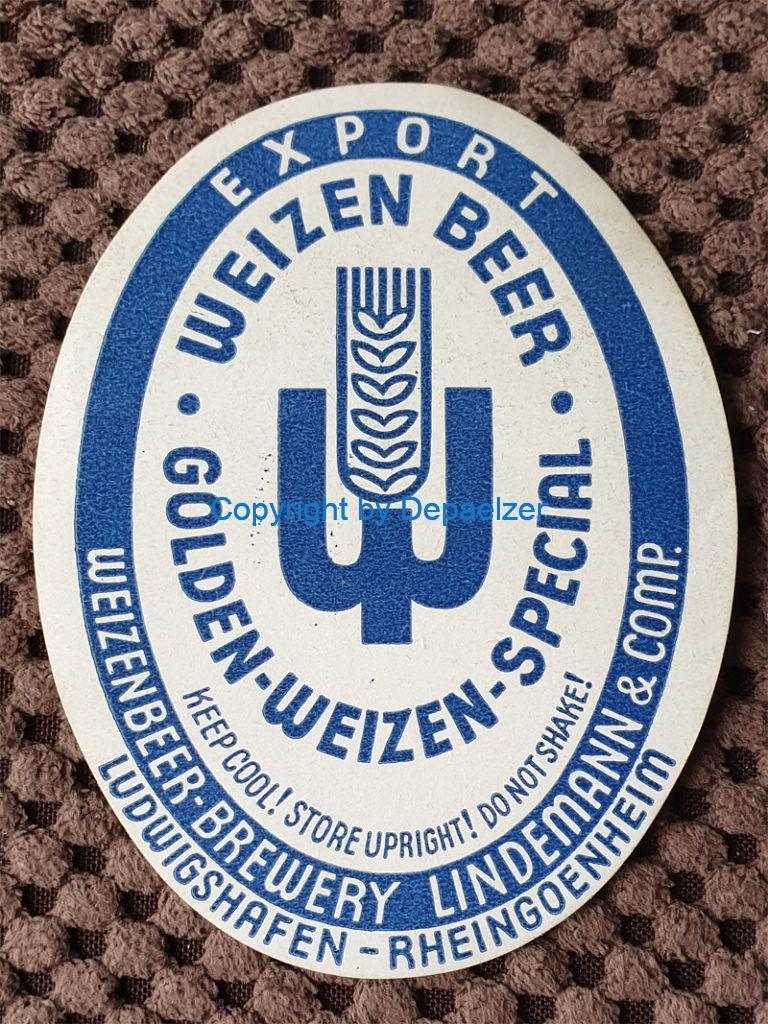 EXPORT
WEIZEN BEER
• GOLDEN-WEIZEN-SPECIAL •
Copyright by Depaelzer
KEEP COOL! STORE UPRIGHT! DO NOT SHAKE!
WEIZENBEER-BREWERY LINDEMANN & COMP.
LUDWIGSHAFEN-RHEINGOENHEIM